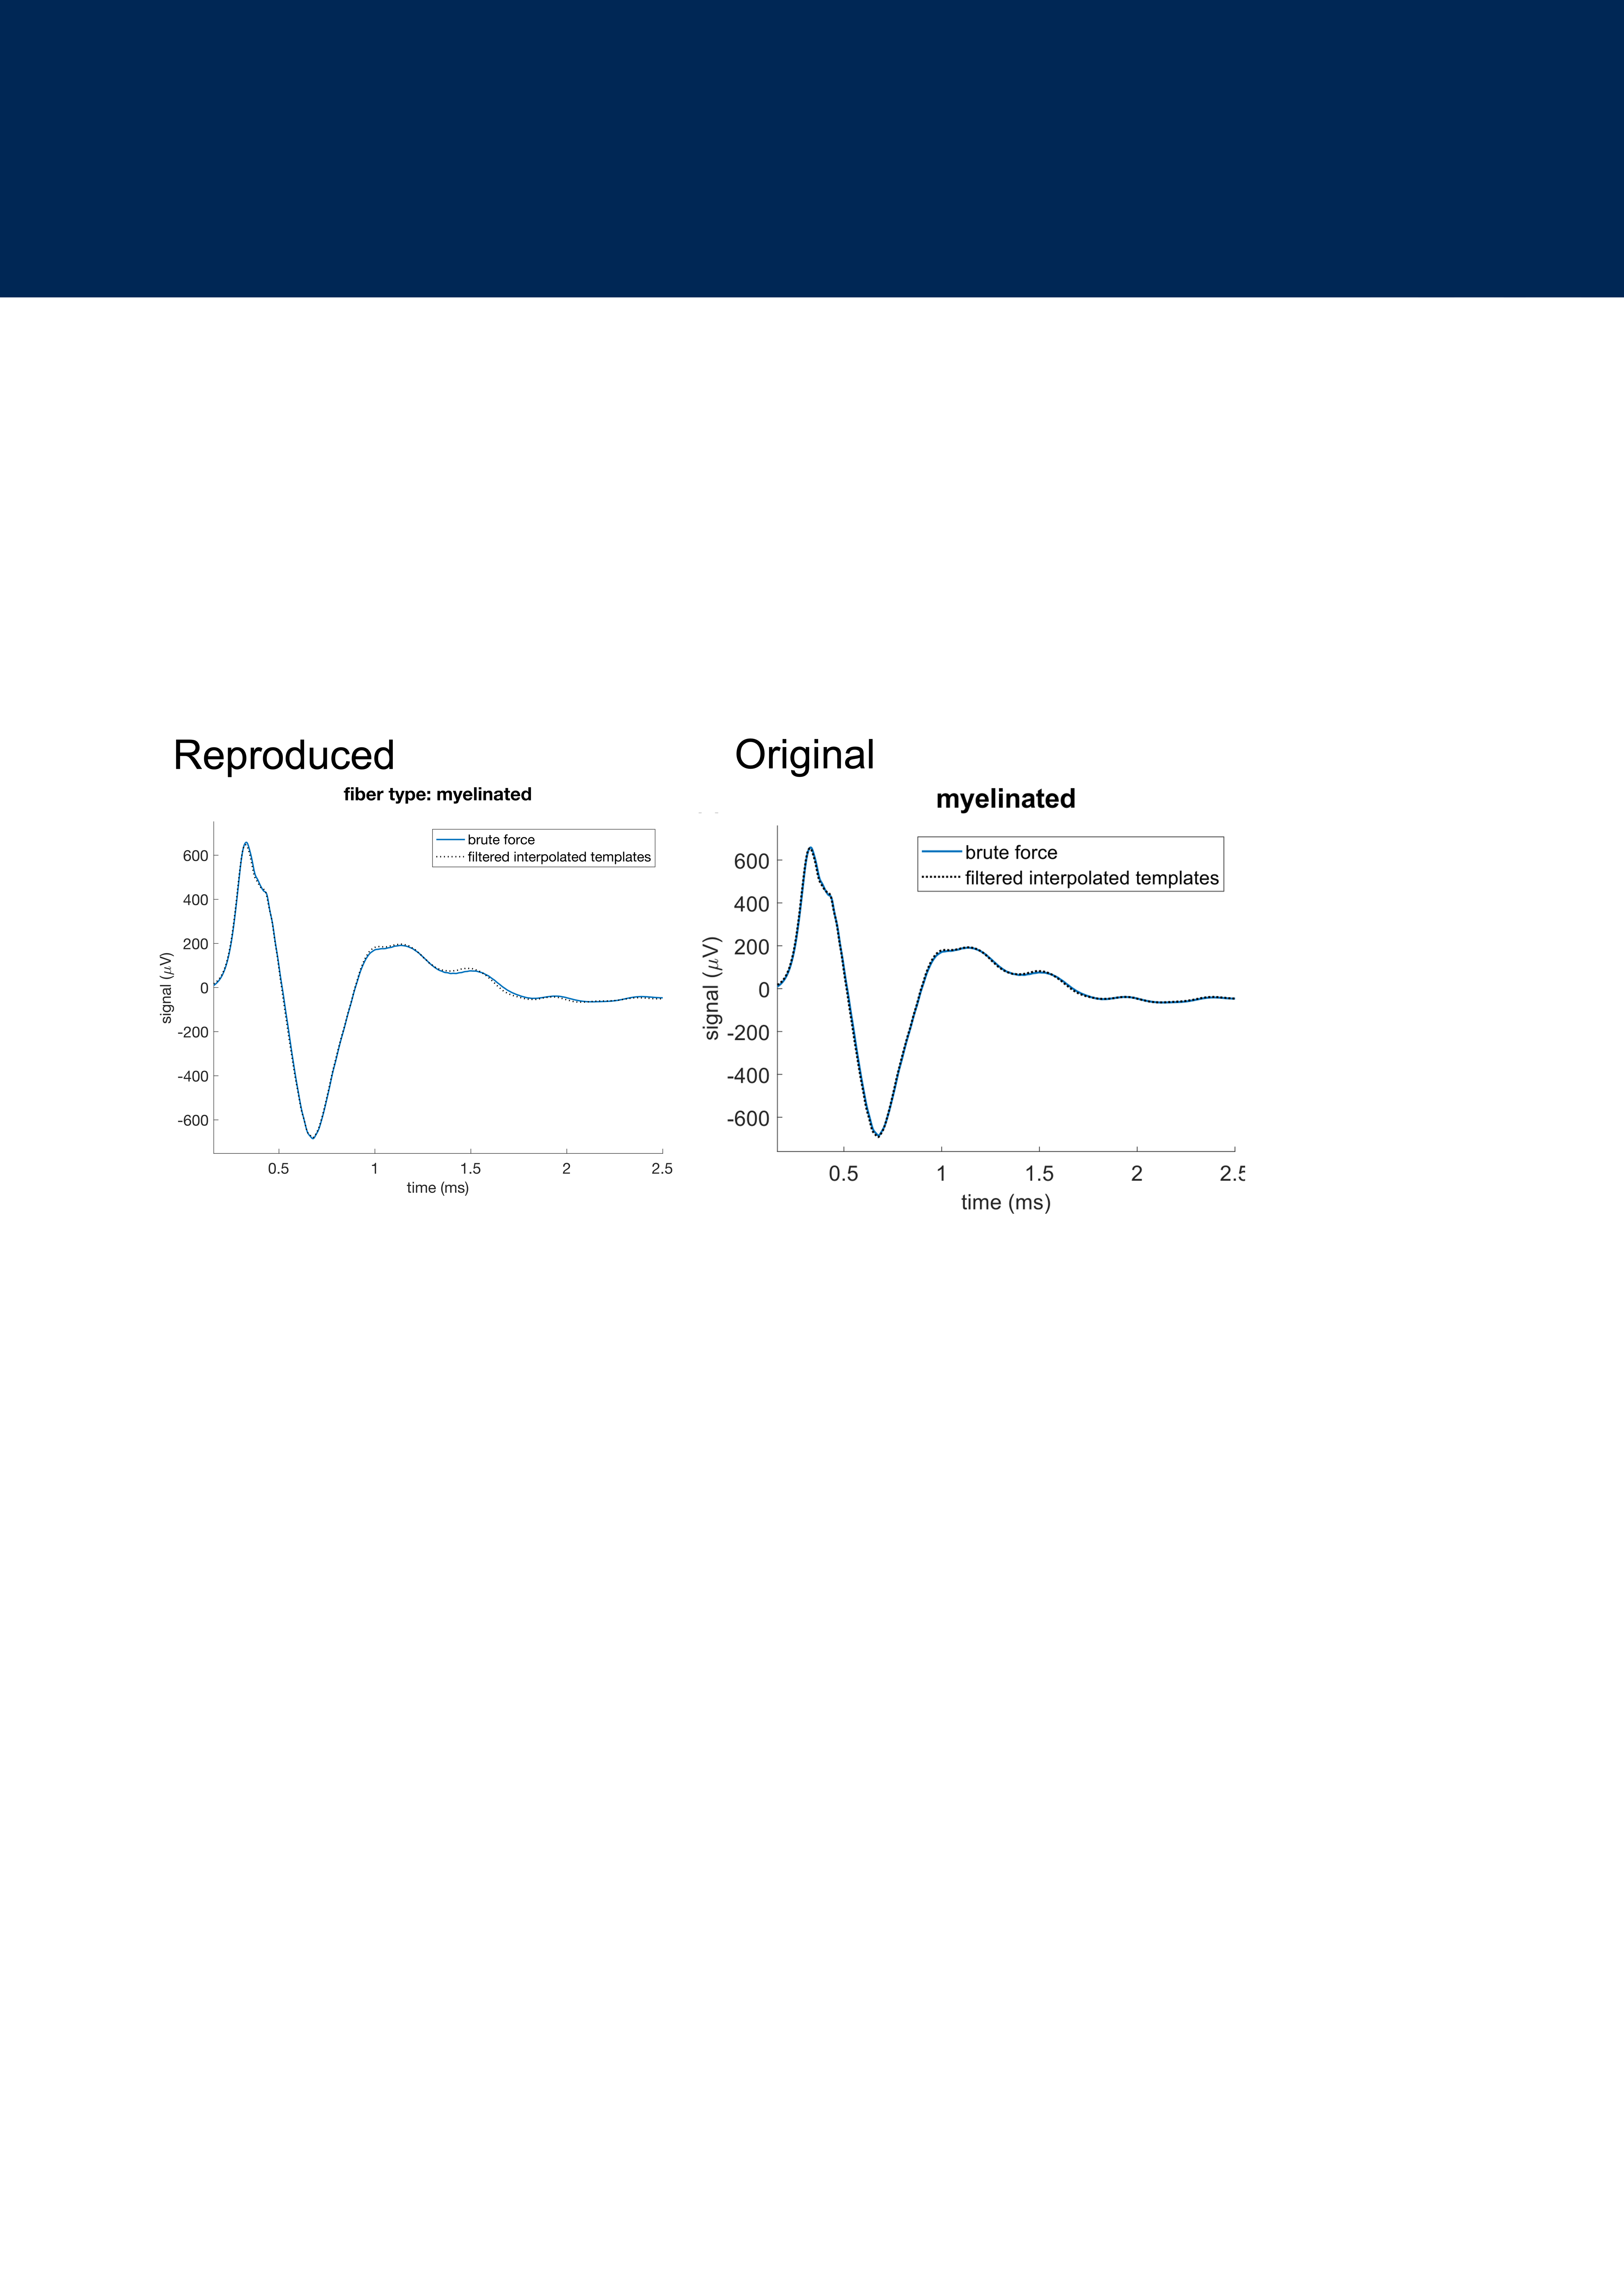 Reproduced
fiber type: myelinated
brute force
filtered interpolated templates
600
400
200
0
-200
-400
-600
signal (μV)
0.5 1 1.5 2 2.5
time (ms)
Original
myelinated
brute force
filtered interpolated templates
600
400
200
0
-200
-400
-600
signal (μV)
0.5 1 1.5 2 2.5
time (ms)